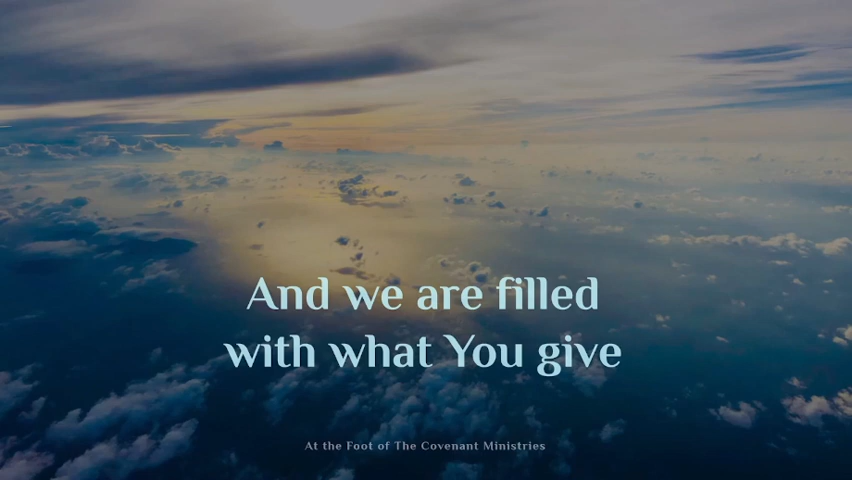 And we are filled
with what You give
At the Foot of The Covenant Ministries